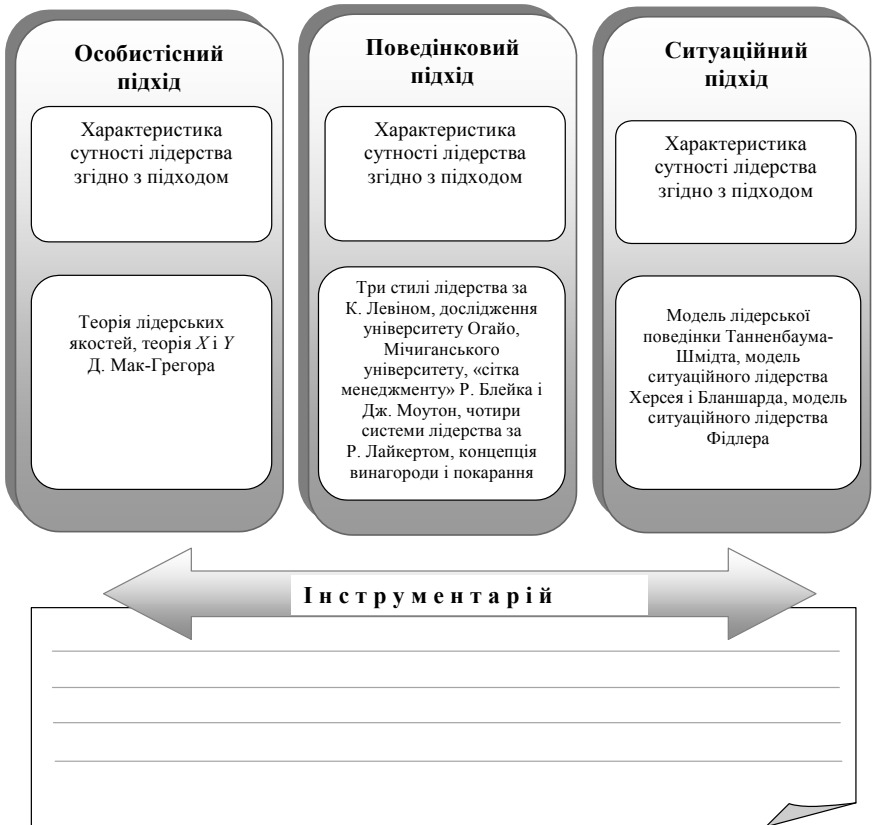 Особистісний
підхід
Характеристика
сутності лідерства
згідно з підходом
Теорія лідерських
якостей, теорія X і Y
Д. Мак-Грегора
Поведінковий
підхід
Характеристика
сутності лідерства
згідно з підходом
Три стилі лідерства за
К. Левіном, дослідження
університету Огайо,
Мічиганського
університету, «сітка
менеджменту» Р. Блейка і
Дж. Моутон, чотири
системи лідерства за
Р. Лайкертом, концепція
винагороди і покарання
Ситуаційний
підхід
Характеристика
сутності лідерства
згідно з підходом
Модель лідерської
поведінки Танненбаума-
Шмідта, модель
ситуаційного лідерства
Херсея і Бланшарда, модель
ситуаційного лідерства
Фідлера
Інструментарій